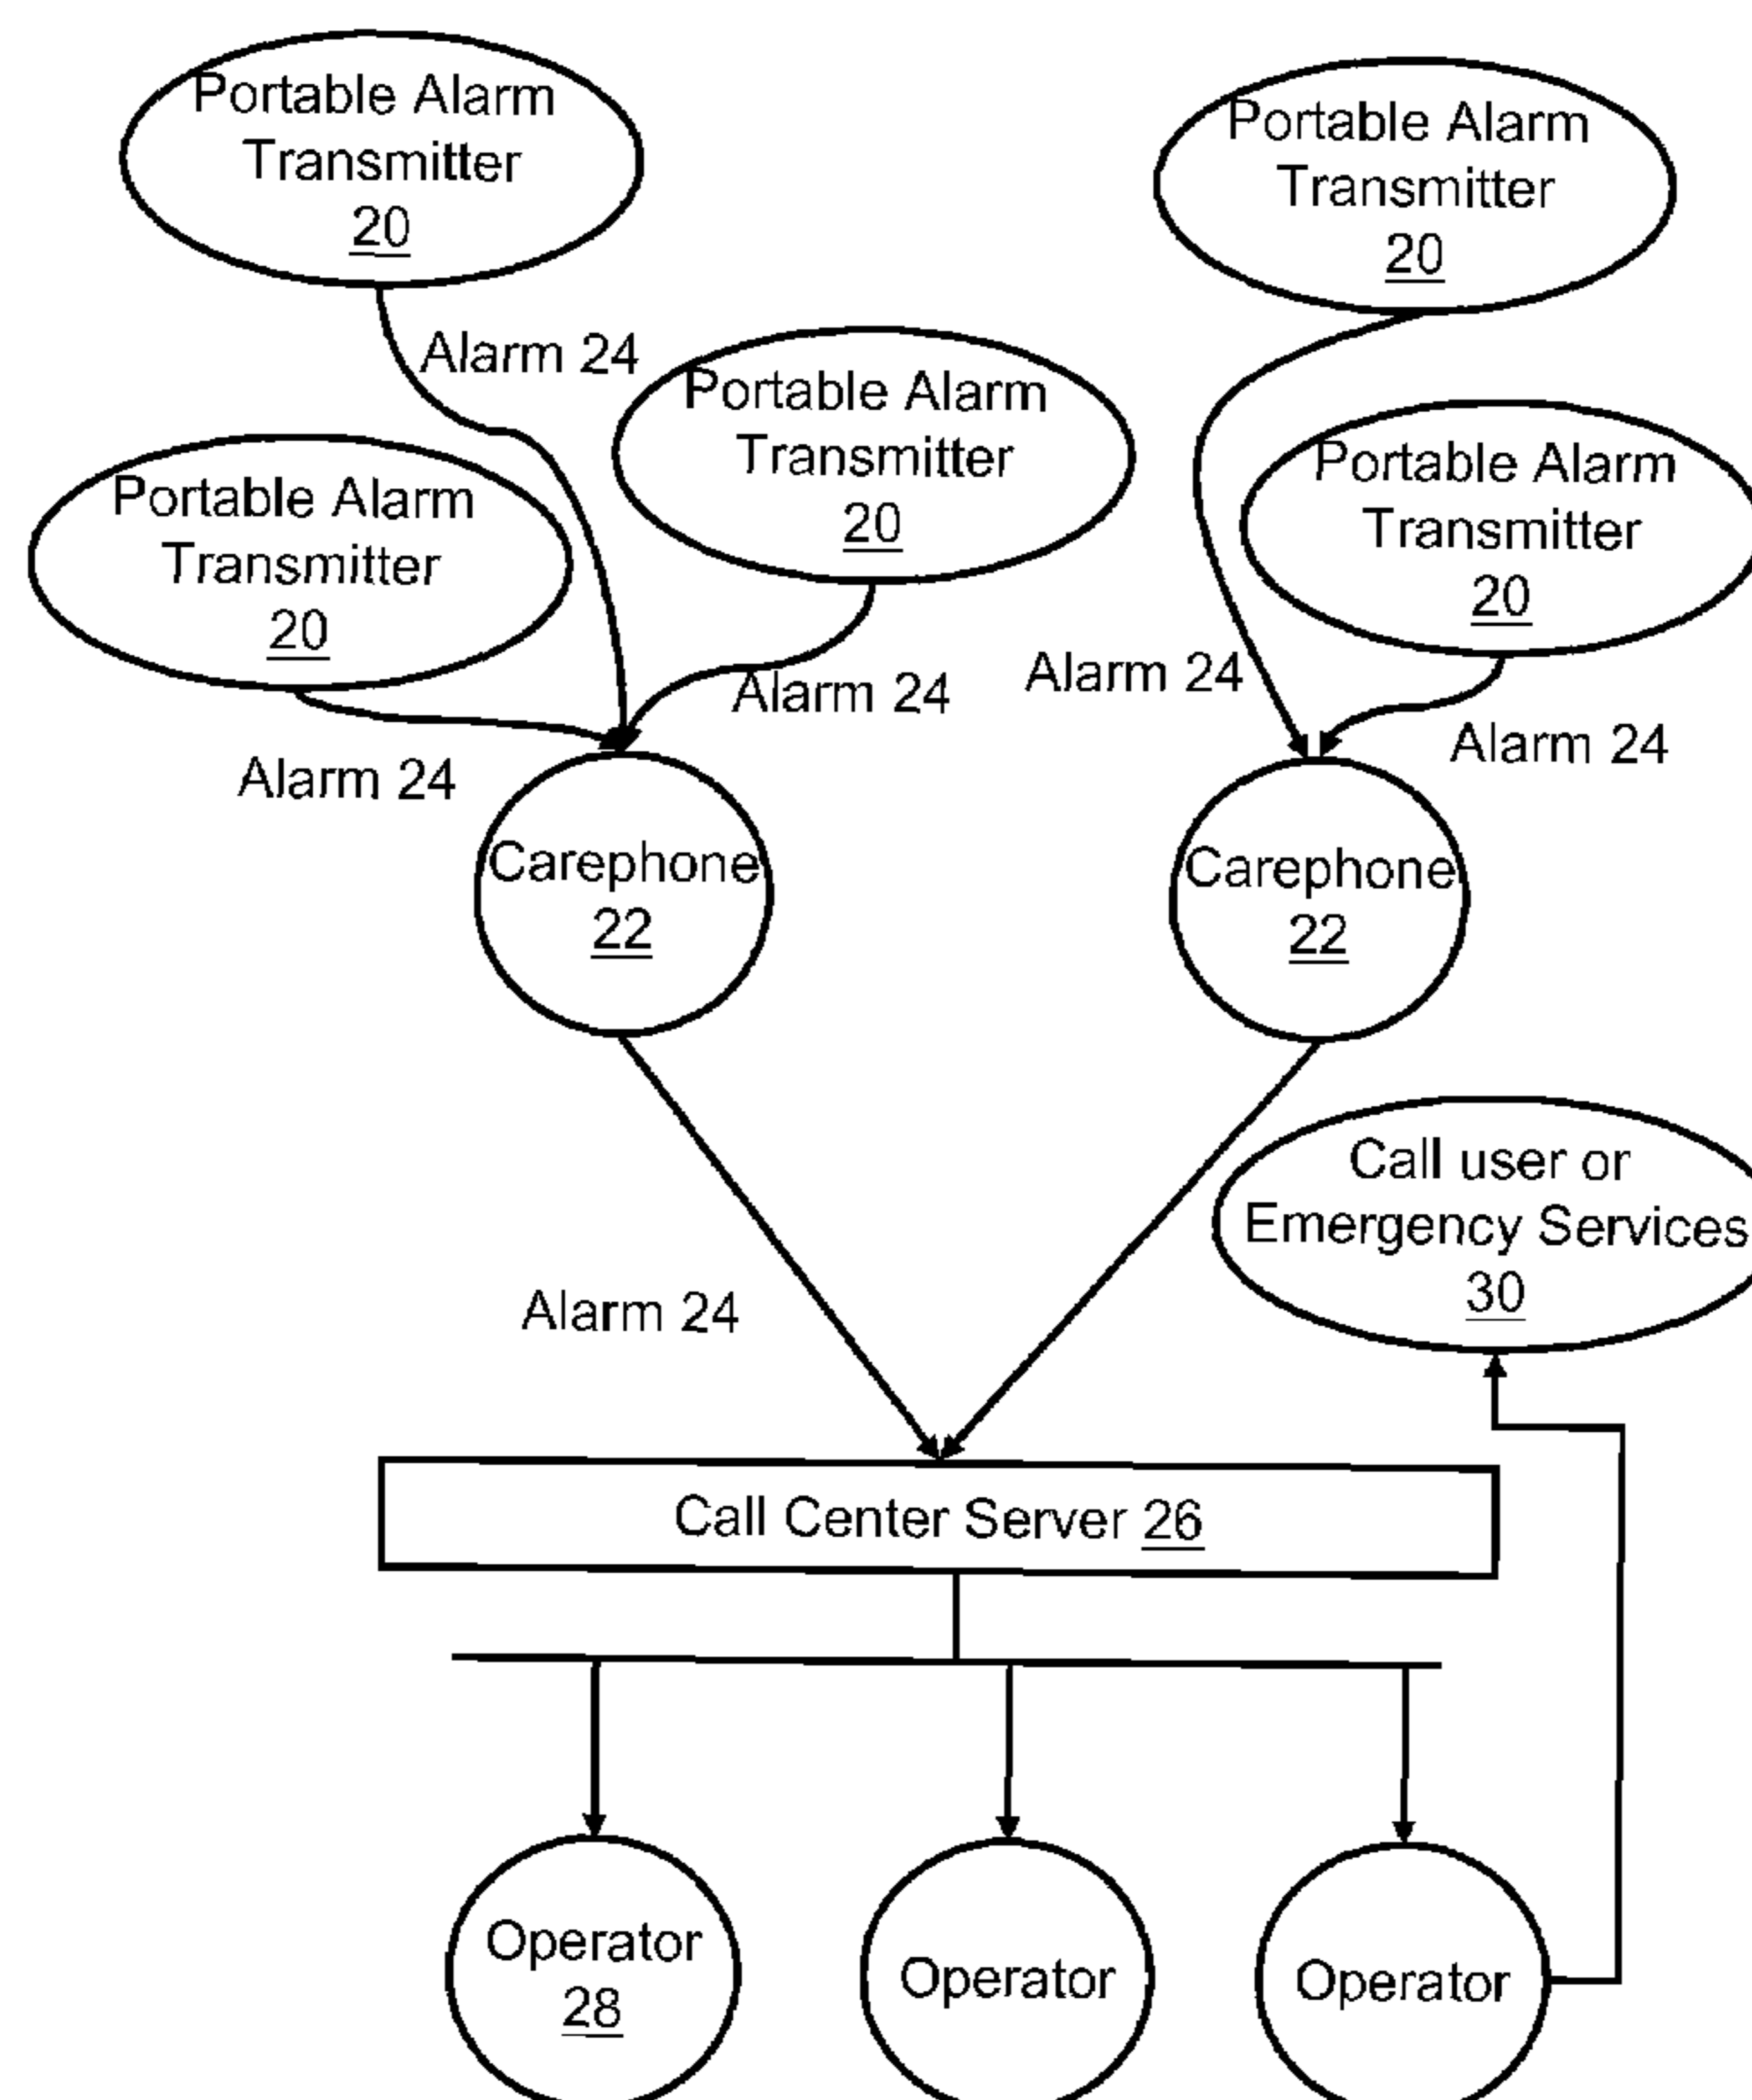 Portable Alarm
Transmitter
20
Portable Alarm
Transmitter
20
Alarm 24
Portable Alarm
Transmitter
20
Portable Alarm
Transmitter
20
Portable Alarm
Transmitter
20
Alarm 24
Alarm 24
Alarm 24
Alarm 24
Carephone
22
Carephone
22
Call user or
Emergency Services
30
Alarm 24
Call Center Server 26
Operator
28
Operator
Operator